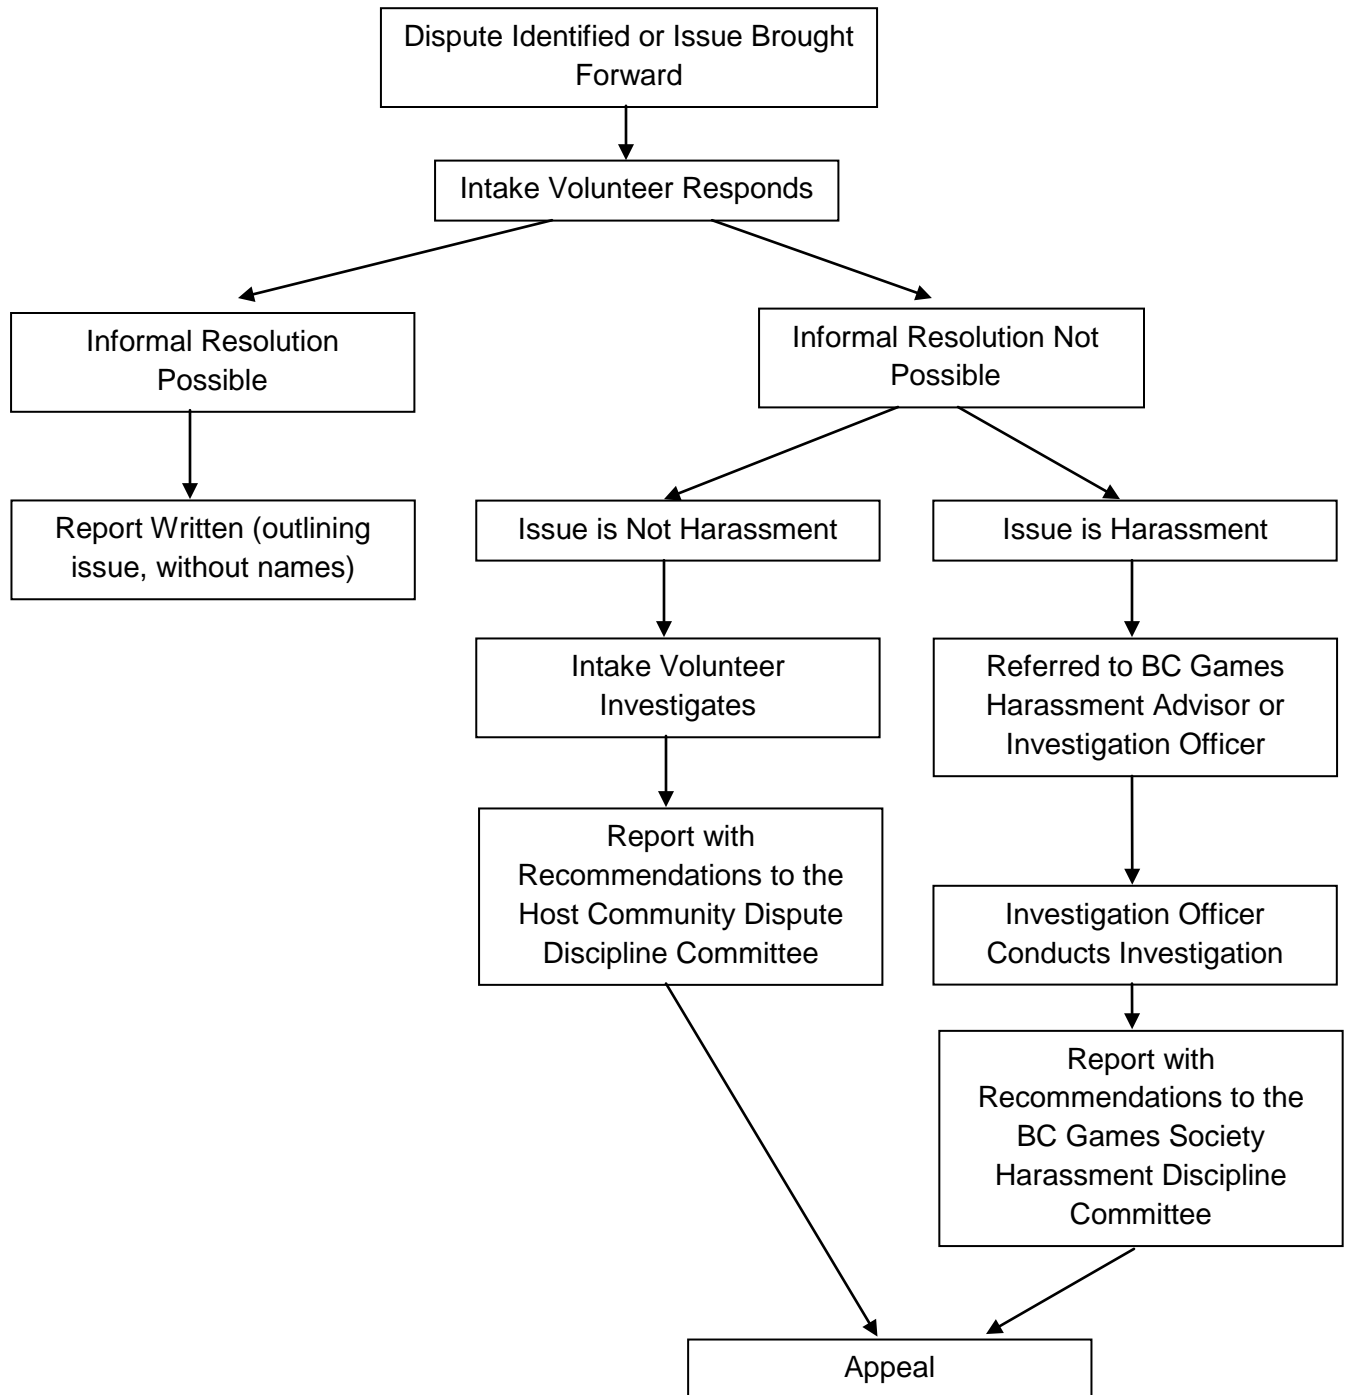 Dispute Identified or Issue Brought
Forward
Intake Volunteer Responds
Informal Resolution
Possible
Informal Resolution Not
Possible
Report Written (outlining
issue, without names)
Issue is Not Harassment
Issue is Harassment
Intake Volunteer
Investigates
Referred to BC Games
Harassment Advisor or
Investigation Officer
Report with
Recommendations to the
Host Community Dispute
Discipline Committee
Investigation Officer
Conducts Investigation
Report with
Recommendations to the
BC Games Society
Harassment Discipline
Committee
Appeal